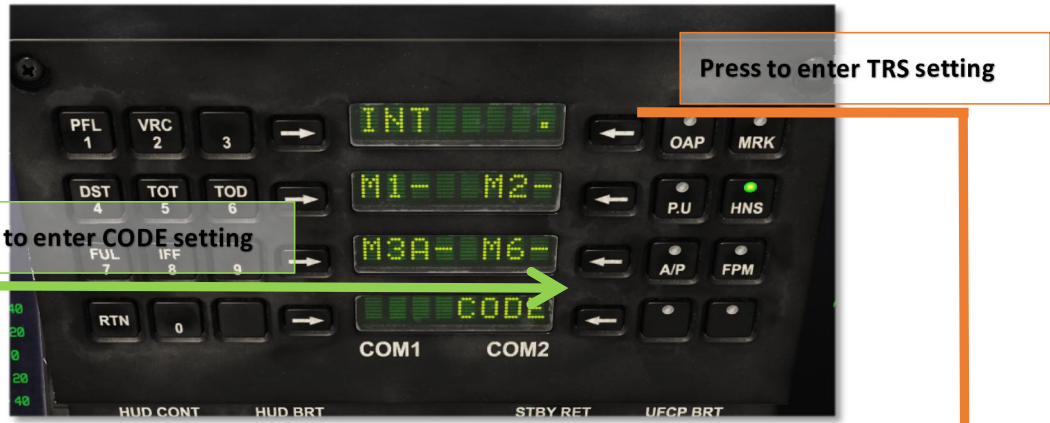 Press to enter TRS setting
PFL 1
VRC 2
3
INT .
OAP
MRK
DST 4
TOT 5
TOD 6
M1- M2-
P.U
HNS
to enter CODE setting
FUL 7
IFF 8
9
M3A- M6-
A/P
FPM
RTN
0
CODE
COM1 COM2
40
20
0
20
40
HUD CONT
HUD BRT
STBY RET
UFCP BRT